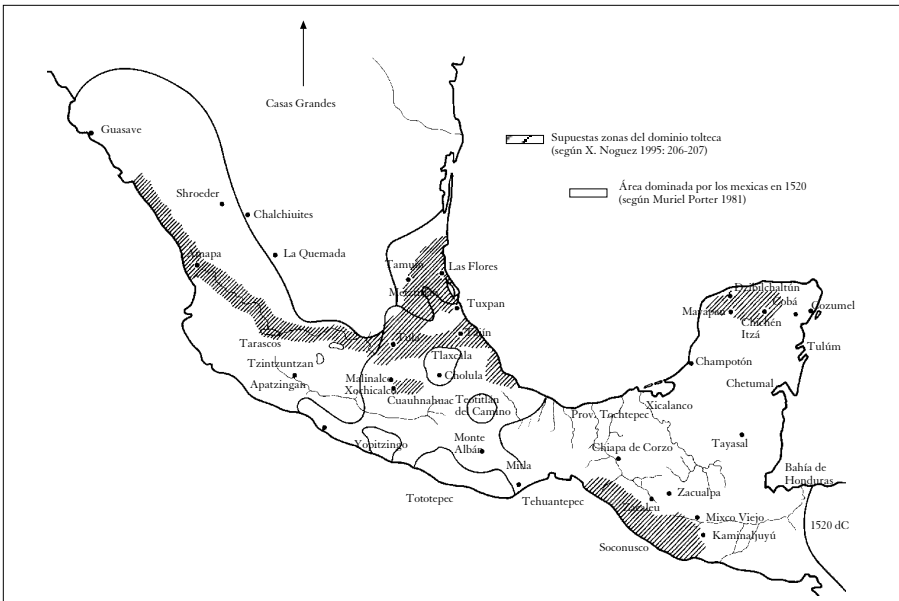 Casas Grandes
Guasave
Supuestas zonas del dominio tolteca
(según X. Noguez 1995: 206-207)
Área dominada por los mexicas en 1520
(según Muriel Porter 1981)
Shroeder
Chalchiuites
La Quemada
Amapa
Tamuín
Las Flores
Metztitlán
Tuxpan
Dzibilchaltún
Cobá
Cozumel
Mayapán
Chichén
Itzá
Tulúm
Tarascos
Tula
Tajín
Tlaxcala
Tzintzuntzan
Champotón
Apatzingan
Malinalco
Cholula
Xochicalco
Cuauhnahuac
Teotitlán
del Camino
Chetumal
Xicalanco
Prov. Tochtepec
Yopitzingo
Monte
Albán
Chiapa de Corzo
Tayasal
Mitla
Bahía de
Honduras
Tototepec
Tehuantepec
Zacualpa
Zaculeu
Mixco Viejo
1520 dC
Kaminaljuyú
Soconusco